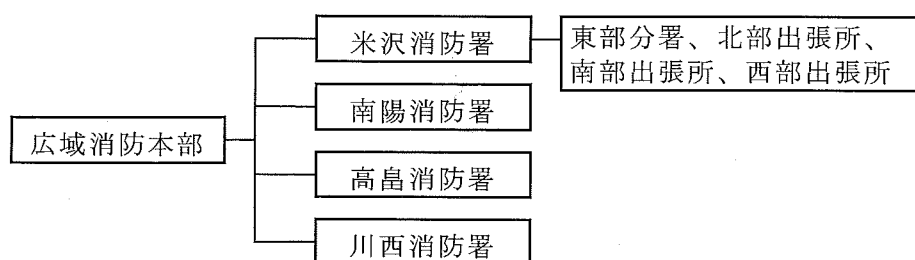 米沢消防署
東部分署、北部出張所、
南部出張所、西部出張所
南陽消防署
広域消防本部
高畠消防署
川西消防署